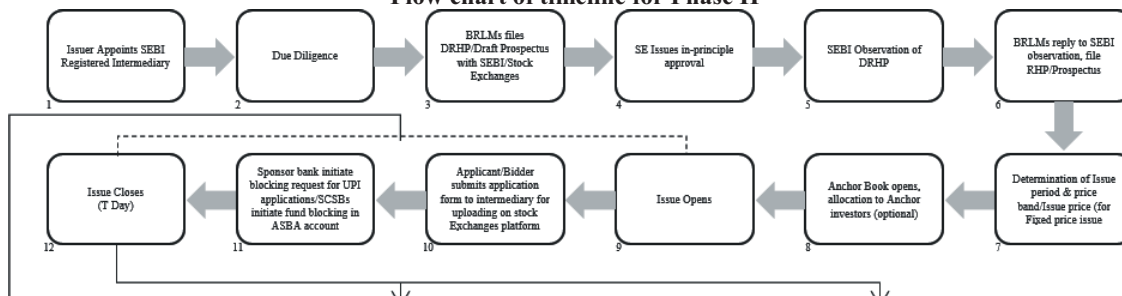 Flow chart of timeline for Phase II
Issuer Appoints SEBI
Registered Intermediary
1
Due Diligence
2
BRLMs files
DRHP/Draft Prospectus
with SEBI/Stock
Exchanges
3
SE Issues in-principle
approval
4
SEBI Observation of
DRHP
5
BRLMs reply to SEBI
observation, file
RHP/Prospectus
6
Determination of Issue
period & price
band/Issue price (for
Fixed price issue
7
Anchor Book opens,
allocation to Anchor
investors (optional)
8
Issue Opens
9
Applicant/Bidder
submits application
form to intermediary for
uploading on stock
Exchanges platform
10
Sponsor bank initiate
blocking request for UPI
applications/SCSBs
initiate fund blocking in
ASBA account
11
Issue Closes
(T Day)
12